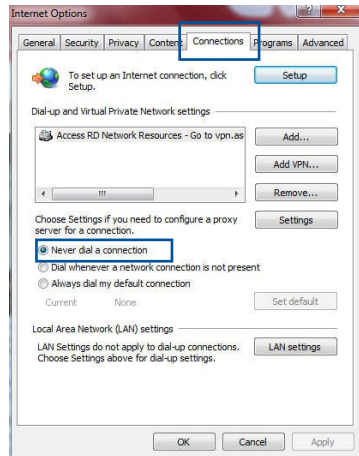 Internet Options
General Security Privacy Content Connections Programs Advanced
To set up an Internet connection, click
Setup.
Setup
Dial-up and Virtual Private Network settings
Access RD Network Resources - Go to vpn.as
Add...
Add VPN...
Remove...
Choose Settings if you need to configure a proxy
server for a connection.
Settings
Never dial a connection
Dial whenever a network connection is not present
Always dial my default connection
Current None
Set default
Local Area Network (LAN) settings
LAN Settings do not apply to dial-up connections.
Choose Settings above for dial-up settings.
LAN settings
OK Cancel Apply